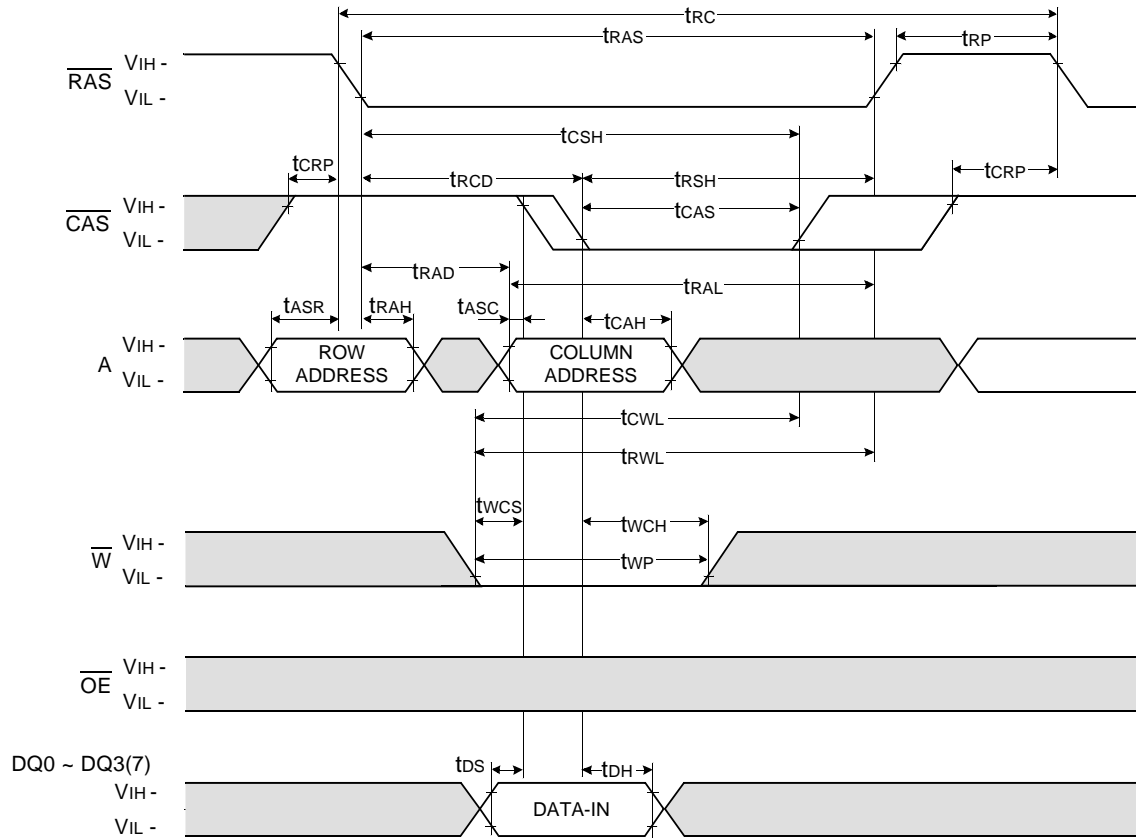 tRC
tRAS
tRP
RAS
VIH -
VIL -
tCSH
tCRP
tRCD
tRSH
tCRP
CAS
VIH -
VIL -
tCAS
tRAD
tRAL
tASR
tRAH
tASC
tCAH
A
VIH -
VIL -
ROW
ADDRESS
COLUMN
ADDRESS
tCWL
tRWL
tWCS
tWCH
W
VIH -
VIL -
tWP
OE
VIH -
VIL -
DQ0 ~ DQ3(7)
tDS
tDH
VIH -
VIL -
DATA-IN